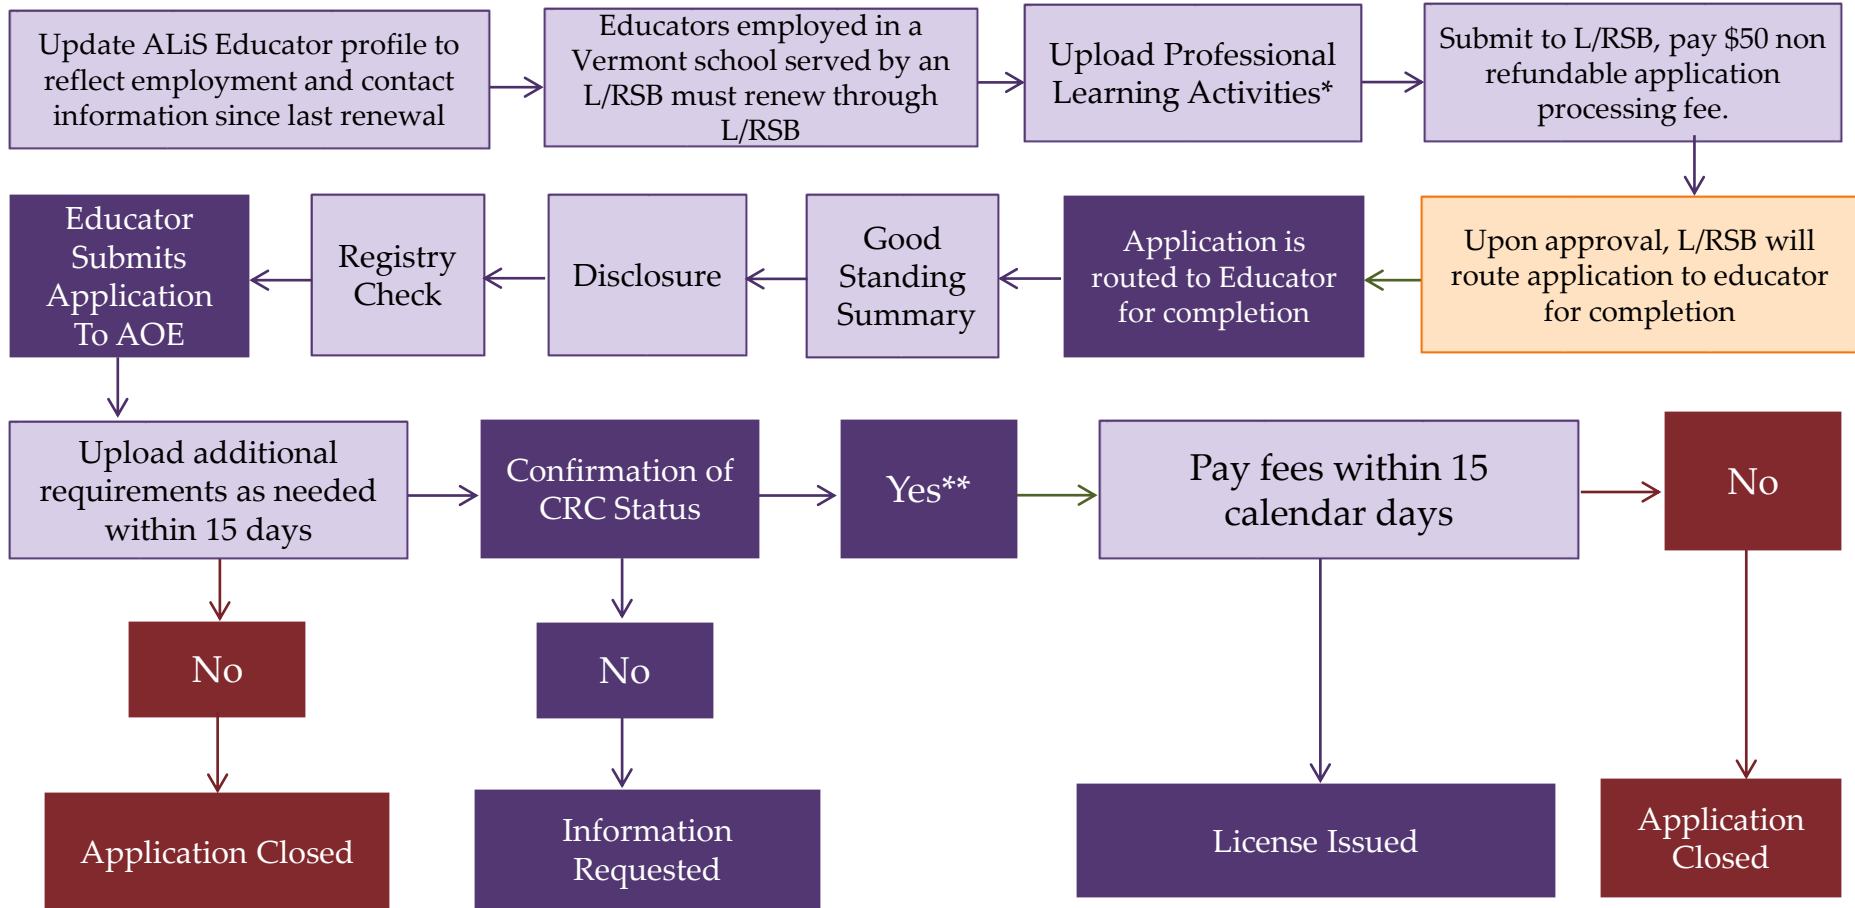 Update ALiS Educator profile to
reflect employment and contact
information since last renewal
Educators employed in a
Vermont school served by an
L/RSB must renew through
L/RSB
Upload Professional
Learning Activities*
Submit to L/RSB, pay $50 non
refundable application
processing fee.
Upon approval, L/RSB will
route application to educator
for completion
Application is
routed to Educator
for completion
Good
Standing
Summary
Disclosure
Registry
Check
Educator
Submits
Application
To AOE
Upload additional
requirements as needed
within 15 days
Confirmation of
CRC Status
Yes**
Pay fees within 15
calendar days
No
No
No
Application Closed
Information
Requested
License Issued
Application
Closed